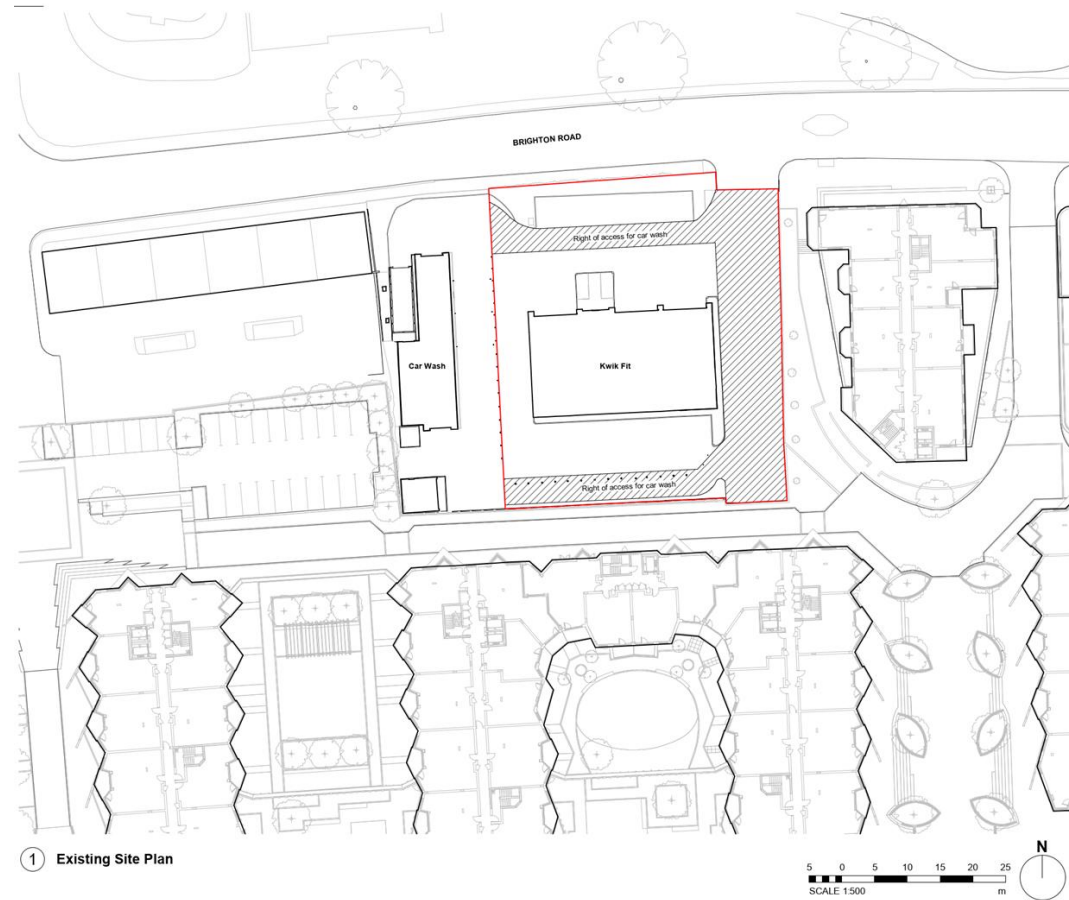 BRIGHTON ROAD
Right of access for car wash
Car Wash
Kwik Fit
Right of access for car wash
1 Existing Site Plan
N
5 0 5 10 15 20 25
SCALE 1:500 m